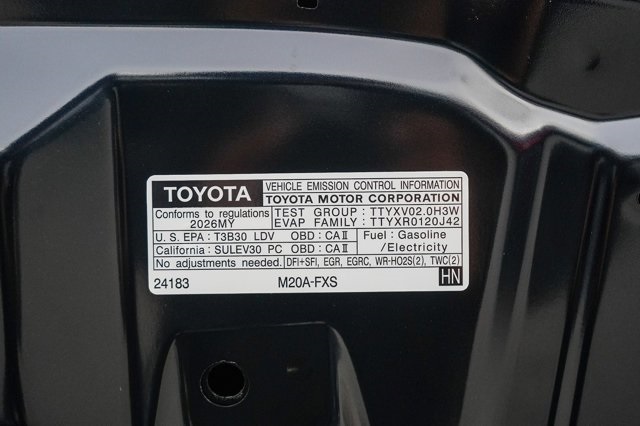 TOYOTA VEHICLE EMISSION CONTROL INFORMATION
TOYOTA MOTOR CORPORATION
Conforms to regulations TEST GROUP : TTYXV02.0H3W
2026MY EVAP FAMILY : TTYXR0120J42
U. S. EPA : T3B30 LDV OBD : CAⅡ Fuel : Gasoline
California : SULEV30 PC OBD : CAⅡ /Electricity
No adjustments needed. DFI+SFI, EGR, EGRC, WR-HO2S(2), TWC(2)
24183 M20A-FXS HN